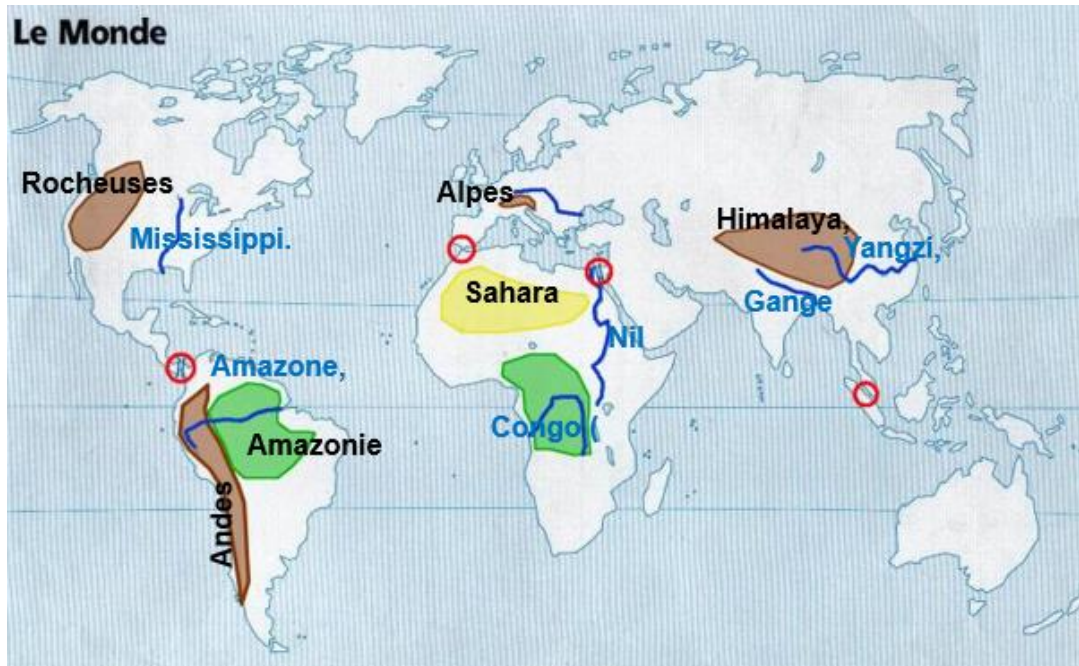 Le Monde
Rocheuses
Alpes
Himalaya,
Mississippi.
Yangzi,
Sahara
Gange
Nil
Amazone,
Congo (
Amazonie
Andes